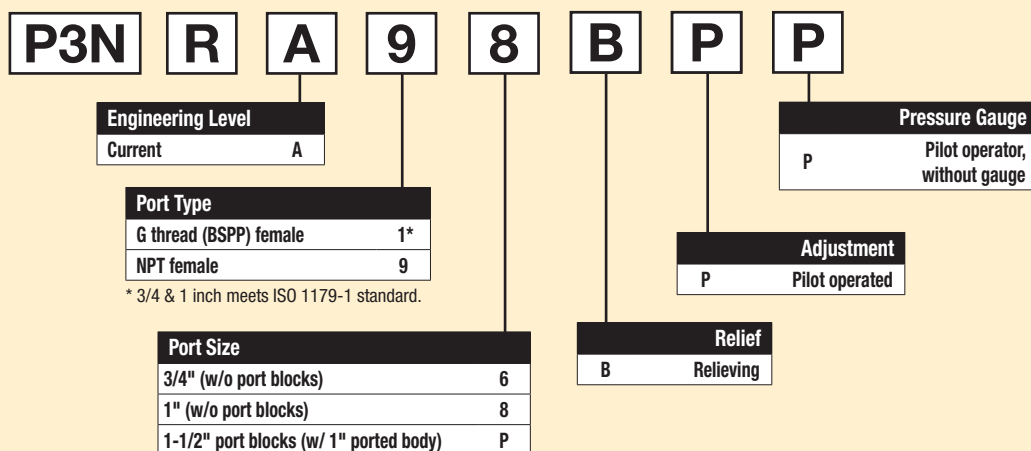 P3N R A 9 8 B P P
Engineering Level
Current A
Port Type
G thread (BSPP) female 1*
NPT female 9
* 3/4 & 1 inch meets ISO 1179-1 standard.
Port Size
3/4" (w/o port blocks) 6
1" (w/o port blocks) 8
1-1/2" port blocks (w/ 1" ported body) P
Relief
B Relieving
Adjustment
P Pilot operated
Pressure Gauge
P Pilot operator,
without gauge